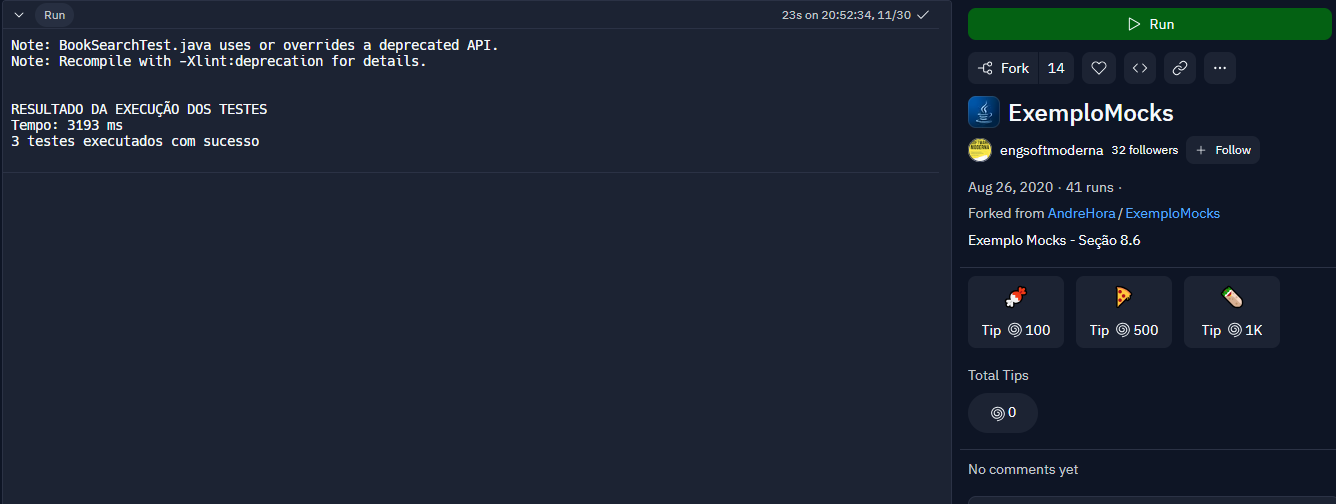 Run
23s on 20:52:34, 11/30
Note: BookSearchTest.java uses or overrides a deprecated API.
Note: Recompile with -Xlint:deprecation for details.
RESULTADO DA EXECUÇÃO DOS TESTES
Tempo: 3193 ms
3 testes executados com sucesso
Run
Fork 14
ExemploMocks
engsoftmoderna 32 followers + Follow
Aug 26, 2020 · 41 runs ·
Forked from AndreHora / ExemploMocks
Exemplo Mocks - Seção 8.6
Tip 100
Tip 500
Tip 1K
Total Tips
0
No comments yet